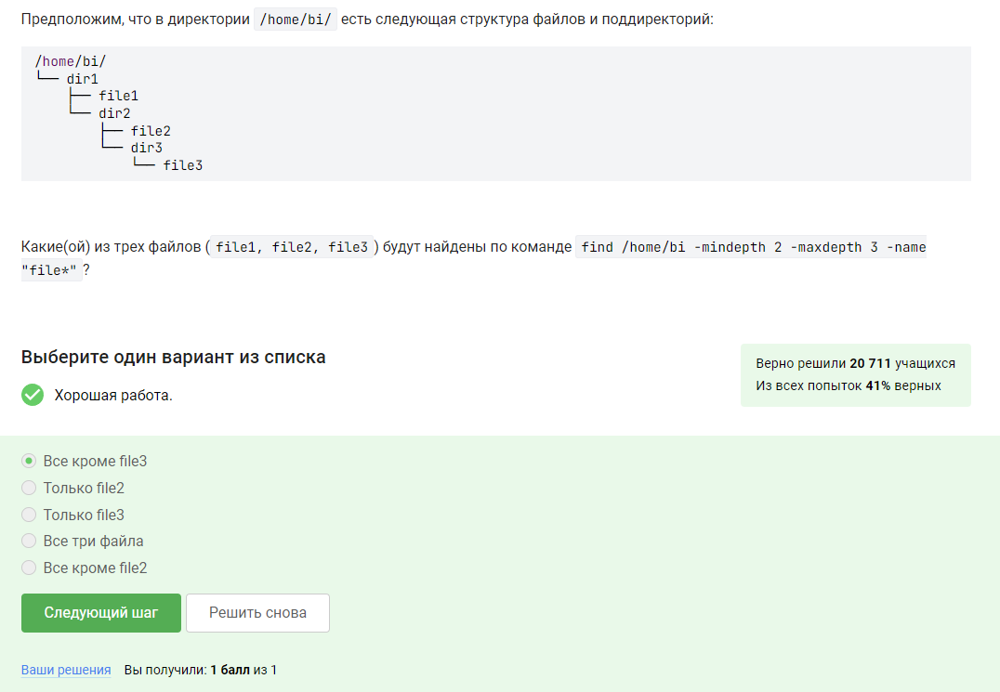 Предположим, что в директории /home/bi/ есть следующая структура файлов и поддиректорий:
/home/bi/
└── dir1
    ├── file1
    └── dir2
        ├── file2
        └── dir3
            └── file3
Какие(ой) из трех файлов ( file1, file2, file3 ) будут найдены по команде find /home/bi -mindepth 2 -maxdepth 3 -name
"file*" ?
Выберите один вариант из списка
Верно решили 20 711 учащихся
Из всех попыток 41% верных
Хорошая работа.
Все кроме file3
Только file2
Только file3
Все три файла
Все кроме file2
Следующий шаг Решить снова
Ваши решения Вы получили: 1 балл из 1